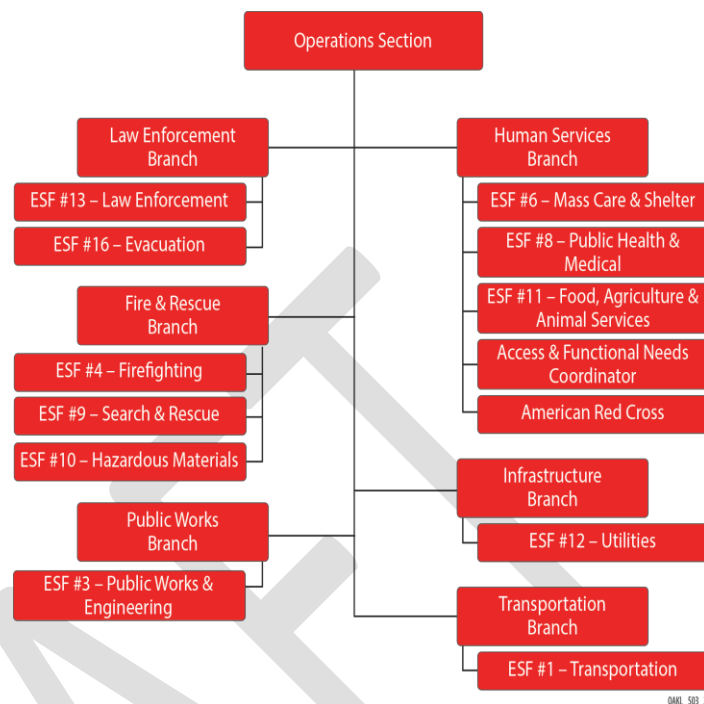 Operations Section
Law Enforcement
Branch
ESF #13 – Law Enforcement
ESF #16 – Evacuation
Fire & Rescue
Branch
ESF #4 – Firefighting
ESF #9 – Search & Rescue
ESF #10 – Hazardous Materials
Public Works
Branch
ESF #3 – Public Works &
Engineering
Human Services
Branch
ESF #6 – Mass Care & Shelter
ESF #8 – Public Health &
Medical
ESF #11 – Food, Agriculture &
Animal Services
Access & Functional Needs
Coordinator
American Red Cross
Infrastructure
Branch
ESF #12 – Utilities
Transportation
Branch
ESF #1 – Transportation
OAKL_503